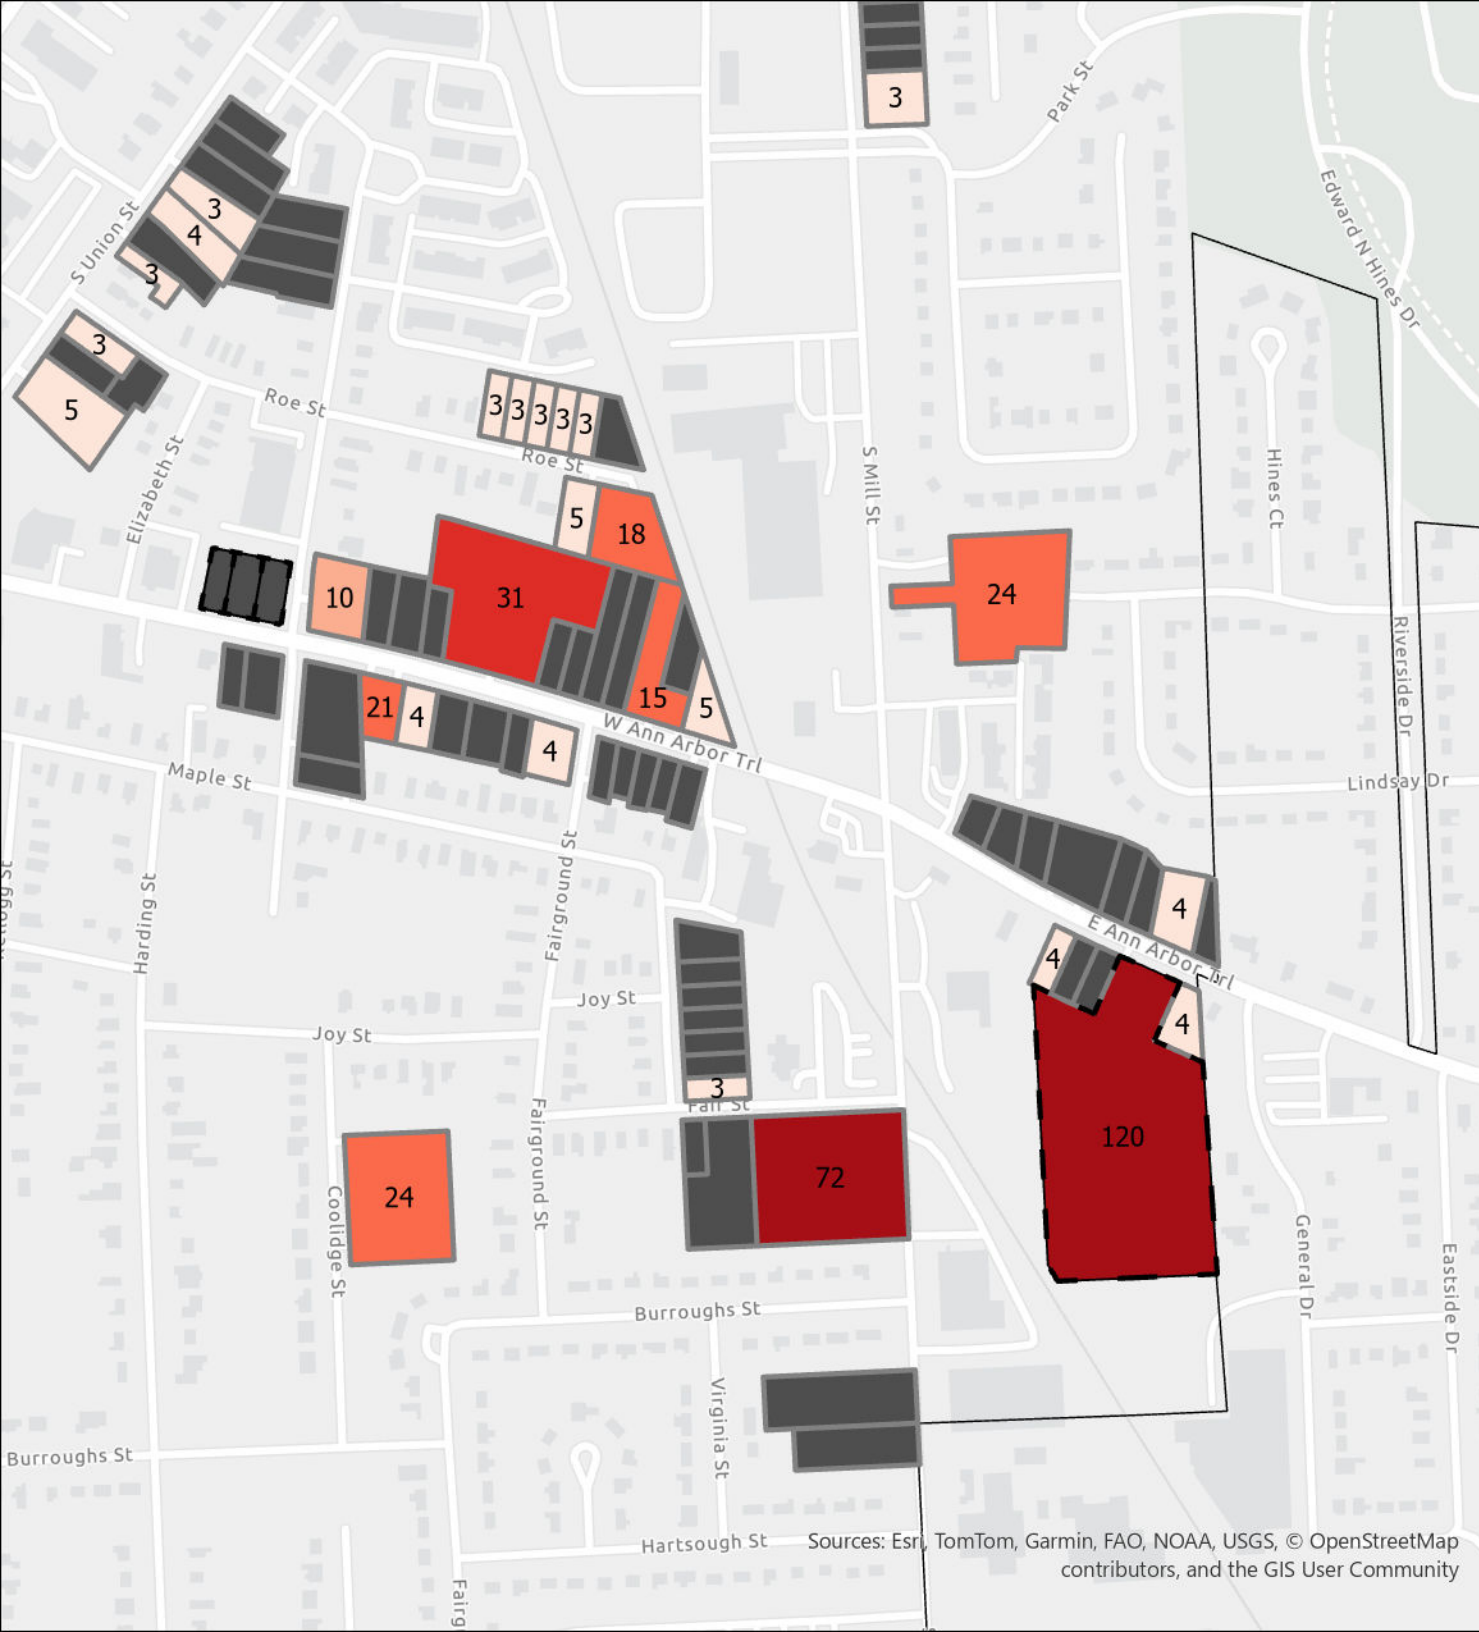 3
Park St
Edward N Hines Dr
3
4
S Union St
3
3
5
Roe St
3
3
3
3
3
Roe St
Elizabeth St
S Mill St
Hines Ct
5
18
10
31
24
15
5
21
4
4
W Ann Arbor Trl
Riverside Dr
Maple St
Lindsay Dr
Harding St
Fairground St
4
E Ann Arbor Trl
4
4
Joy St
Joy St
3
Fair St
120
72
24
Coolidge St
Fairground St
General Dr
Eastside Dr
Burroughs St
Virginia St
Burroughs St
Hartsough St
Sources: Esri, TomTom, Garmin, FAO, NOAA, USGS, © OpenStreetMap
contributors, and the GIS User Community
Fairg